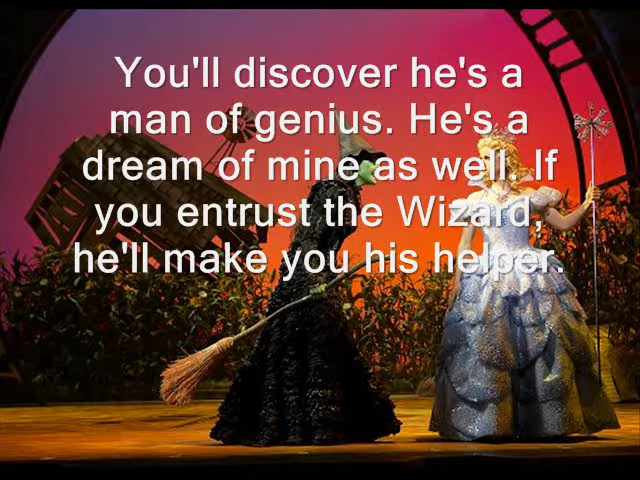 You'll discover he's a
man of genius. He's a
dream of mine as well. If
you entrust the Wizard,
he'll make you his helper.